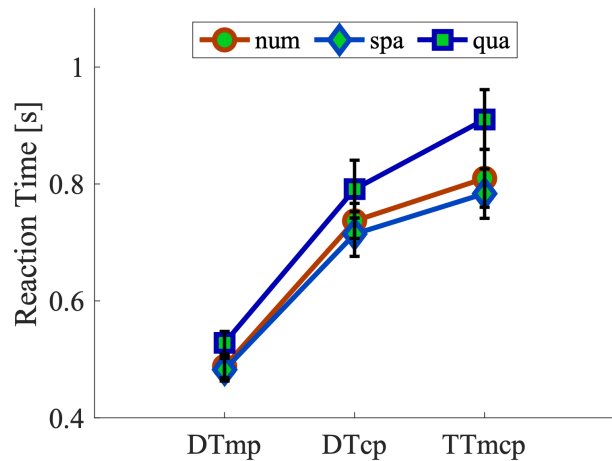 num spa qua
Reaction Time [s]
1
0.8
0.6
0.4
DTmp DTcp TTmcp